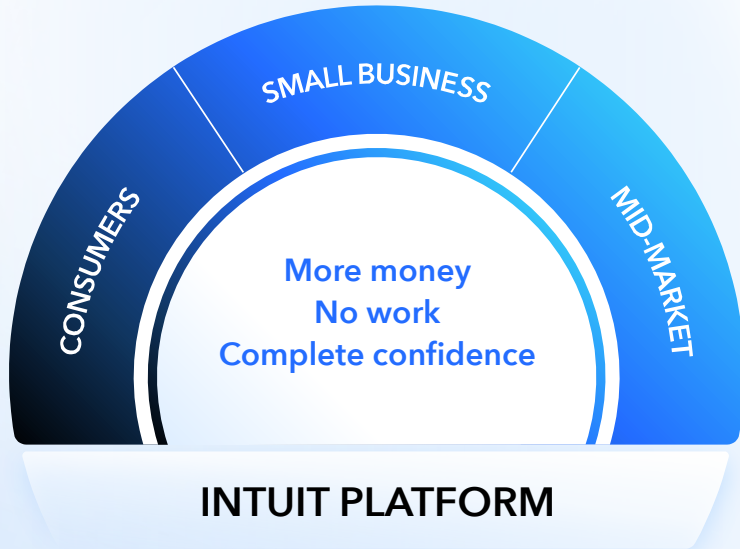 CONSUMERS
SMALL BUSINESS
MID-MARKET
More money
No work
Complete confidence
INTUIT PLATFORM